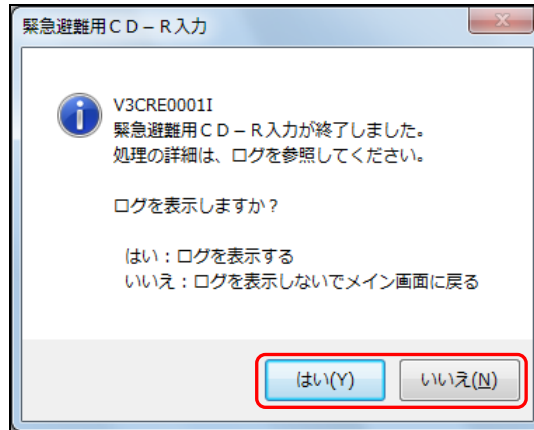 緊急避難用ＣＤ－Ｒ入力
V3CRE0001I
緊急避難用ＣＤ－Ｒ入力が終了しました。
処理の詳細は、ログを参照してください。
ログを表示しますか？
はい：ログを表示する
いいえ：ログを表示しないでメイン画面に戻る
はい(Y)
いいえ(N)